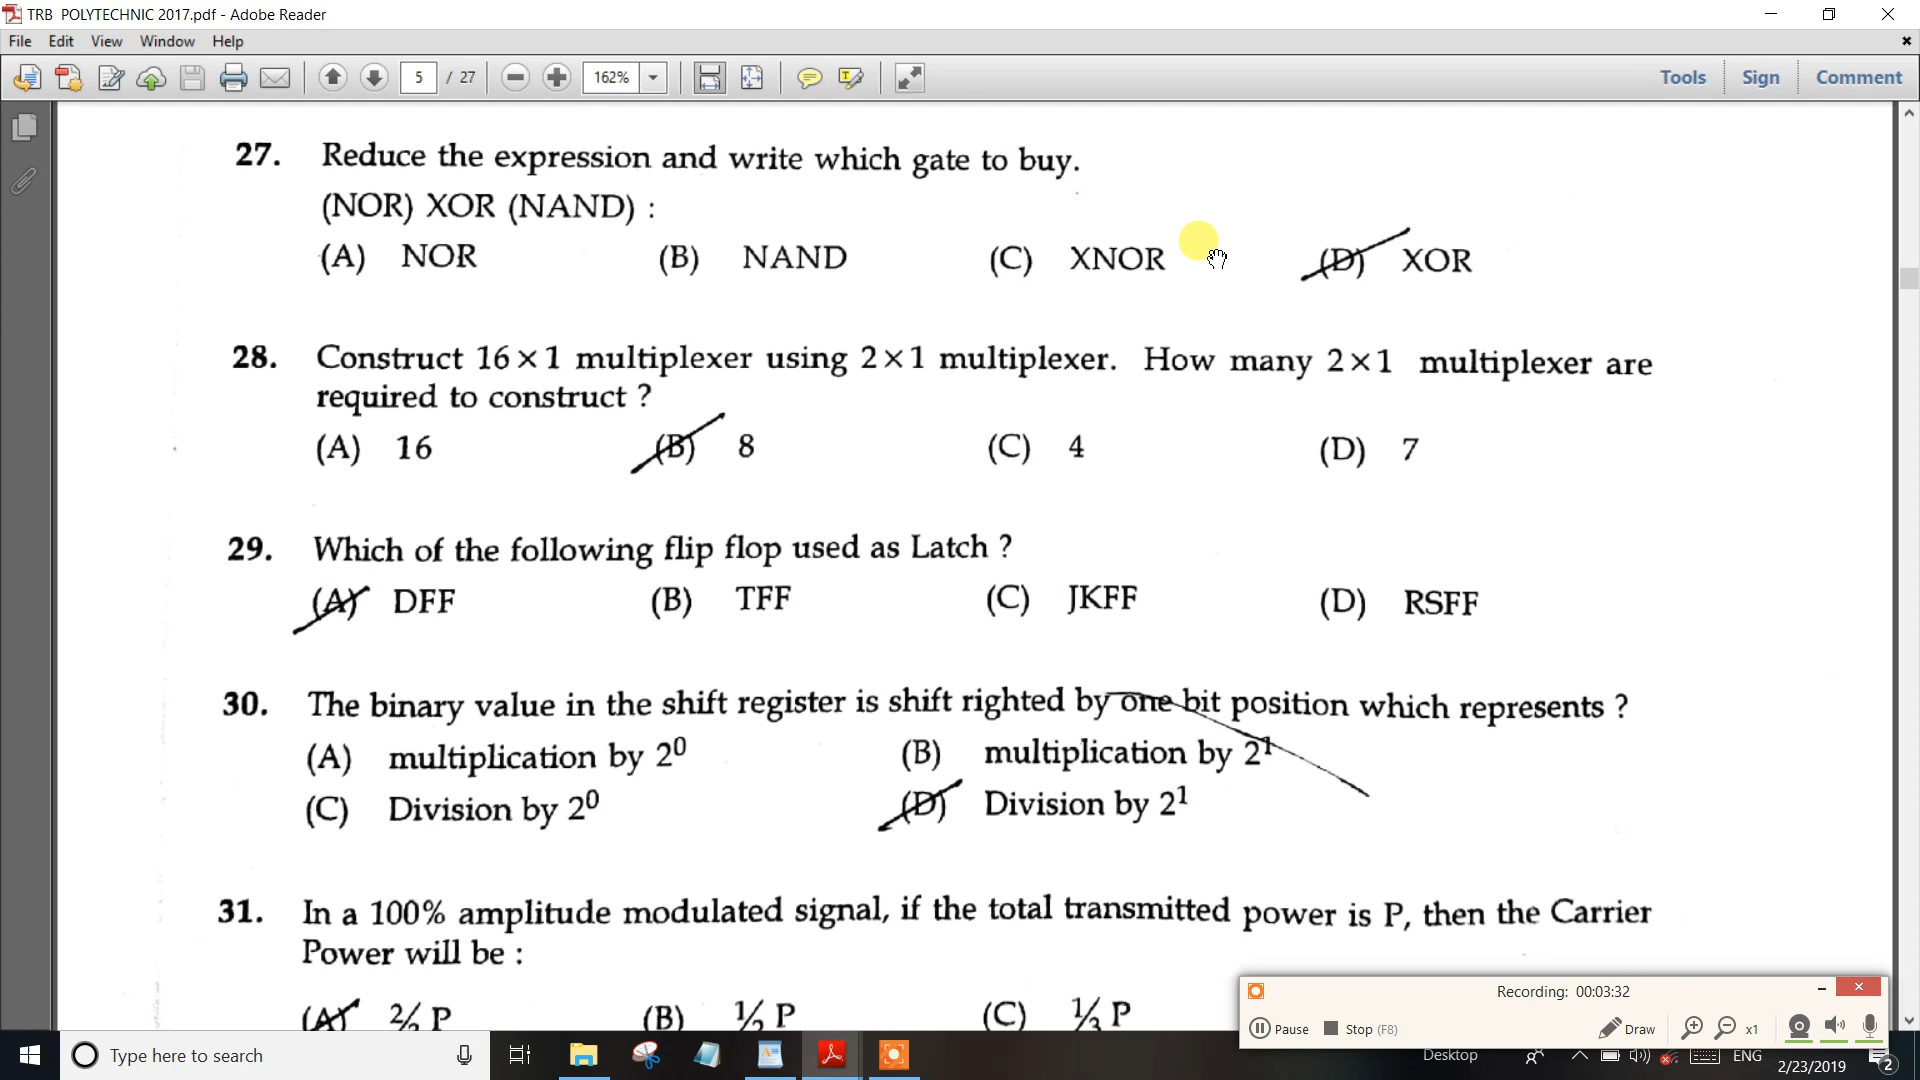 TRB POLYTECHNIC 2017.pdf - Adobe Reader
File Edit View Window Help
5 / 27 162% Tools Sign Comment
27. Reduce the expression and write which gate to buy.
(NOR) XOR (NAND) :
(A) NOR (B) NAND (C) XNOR (D) XOR
28. Construct 16×1 multiplexer using 2×1 multiplexer. How many 2×1 multiplexer are
required to construct ?
(A) 16 (B) 8 (C) 4 (D) 7
29. Which of the following flip flop used as Latch ?
(A) DFF (B) TFF (C) JKFF (D) RSFF
30. The binary value in the shift register is shift righted by one bit position which represents ?
(A) multiplication by 2⁰ (B) multiplication by 2¹
(C) Division by 2⁰ (D) Division by 2¹
31. In a 100% amplitude modulated signal, if the total transmitted power is P, then the Carrier
Power will be :
(A) (B) (C)
Recording: 00:03:32
Pause Stop (F8) Draw x1
Type here to search Desktop ENG 2/23/2019 2